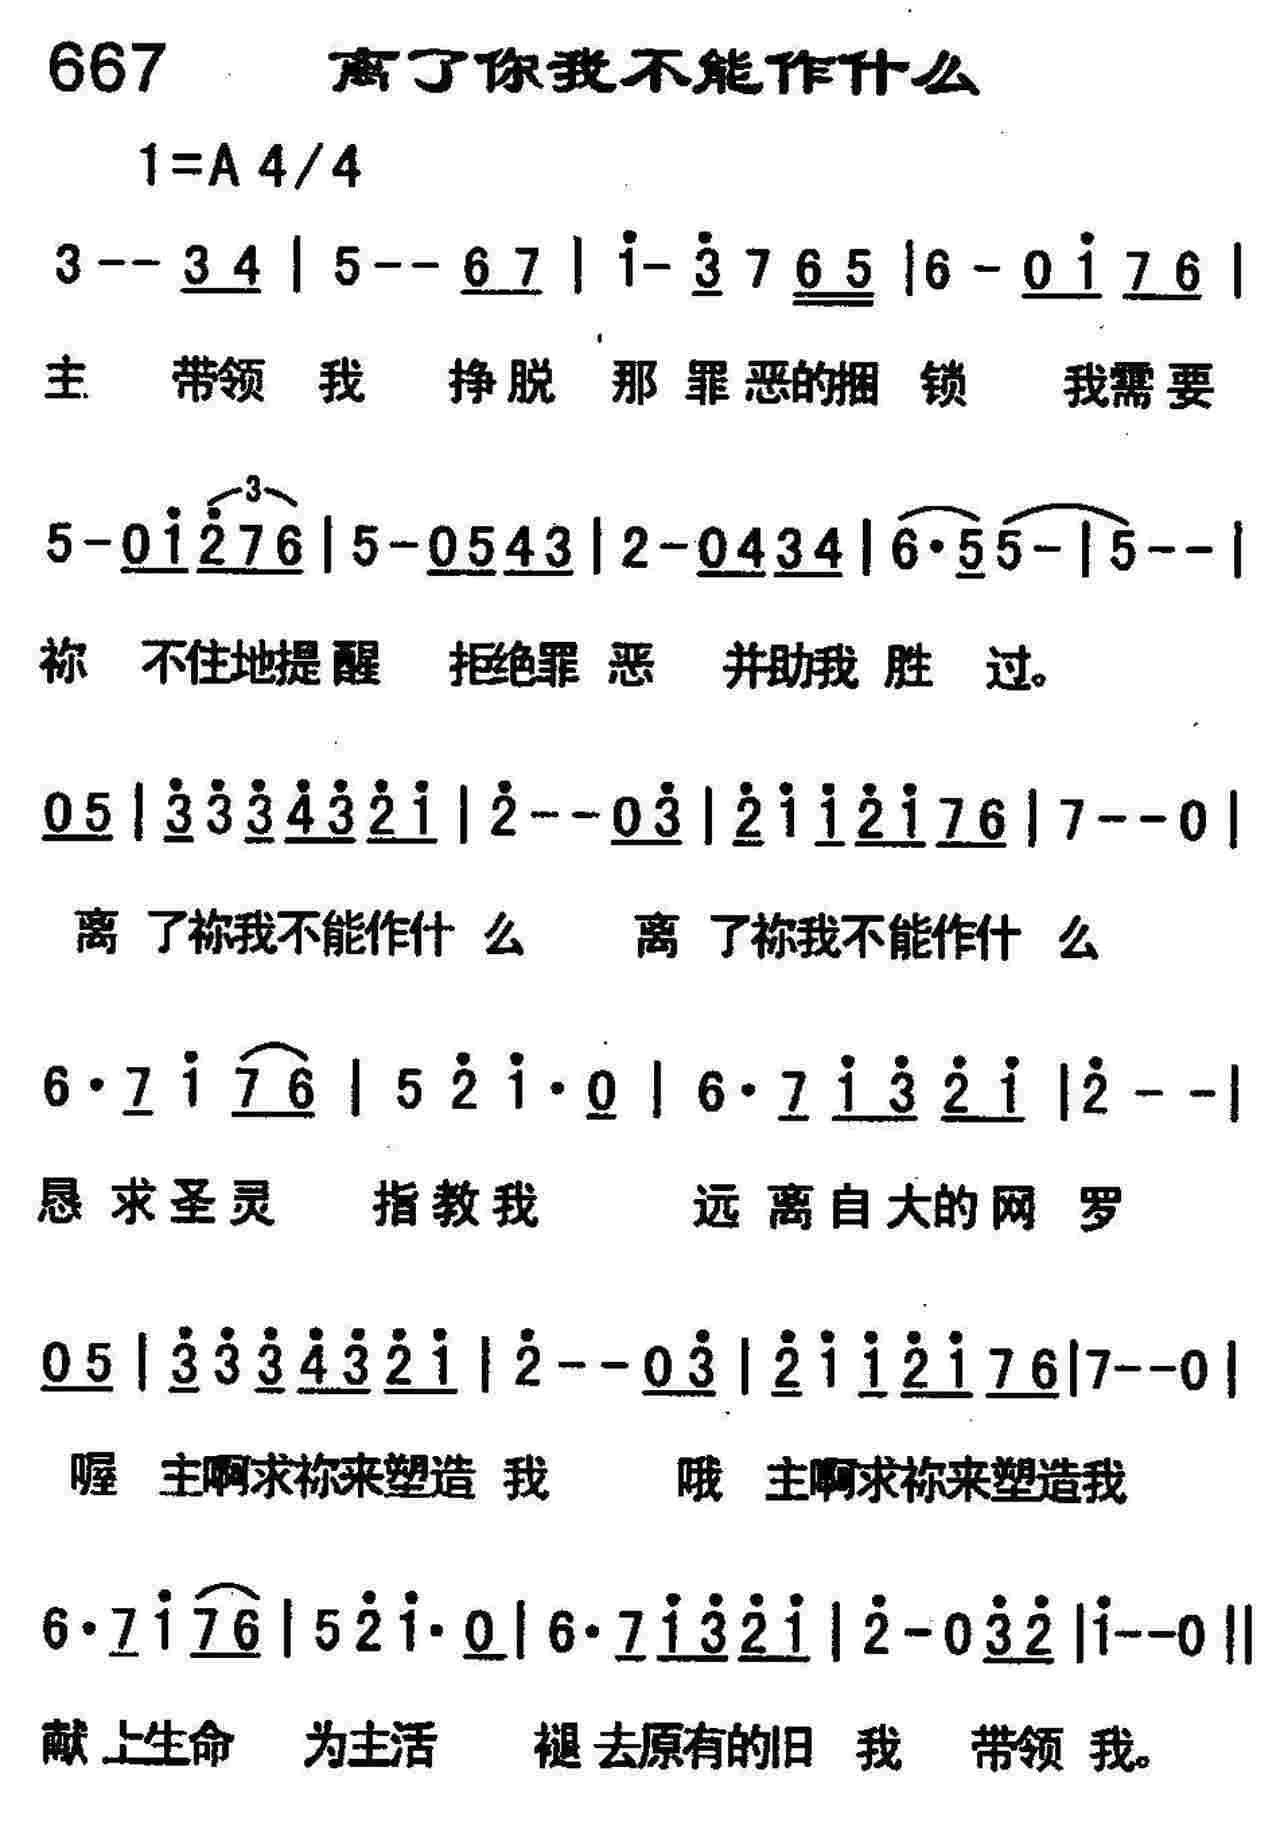 667 离了你我不能作什么
1=A 4/4
3 - - 3 4 | 5 - - 6 7 | i̇ - 3̇ 7 6 5 | 6 - 0 i̇ 7 6 |
主 带领 我 挣脱 那 罪 恶的捆 锁 我需要
5 - 0 i̇ 2̇ 7 6 | 5 - 0 5 4 3 | 2 - 0 4 3 4 | 6 · 5 5 - | 5 - - |
祢 不住地提醒 拒绝罪 恶 并助我 胜 过。
0 5 | 3̇ 3̇ 3̇ 4̇ 3̇ 2̇ i̇ | 2̇ - - 0 3̇ | 2̇ i̇ i̇ 2̇ i̇ 7 6 | 7 - - 0 |
离 了祢我不能作什 么 离 了祢我不能作什 么
6 · 7 i̇ 7 6 | 5 2̇ i̇ · 0 | 6 · 7 i̇ 3̇ 2̇ i̇ | 2̇ - - |
恳 求圣灵 指教我 远 离自大的网 罗
0 5 | 3̇ 3̇ 3̇ 4̇ 3̇ 2̇ i̇ | 2̇ - - 0 3̇ | 2̇ i̇ i̇ 2̇ i̇ 7 6 | 7 - - 0 |
喔 主啊求祢来塑造 我 哦 主啊求祢来塑造我
6 · 7 i̇ 7 6 | 5 2̇ i̇ · 0 | 6 · 7 i̇ 3̇ 2̇ i̇ | 2̇ - 0 3̇ 2̇ | i̇ - - 0 ||
献上生命 为主活 褪去原有的旧 我 带领 我。